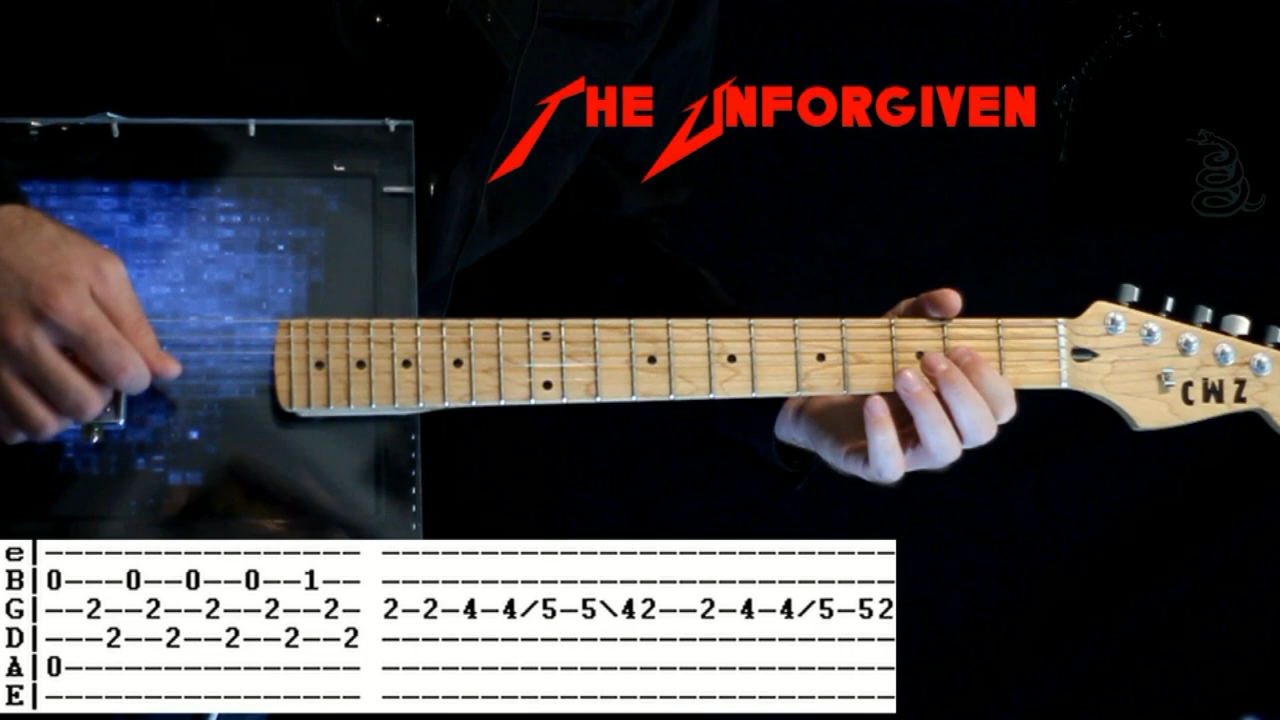 THE UNFORGIVEN
CMZ
e|---------------- --------------------------
B|0---0--0--0--1-- --------------------------
G|--2--2--2--2--2- 2-2-4-4/5-5\42--2-4-4/5-52
D|---2--2--2--2--2 --------------------------
A|0--------------- --------------------------
E|---------------- --------------------------